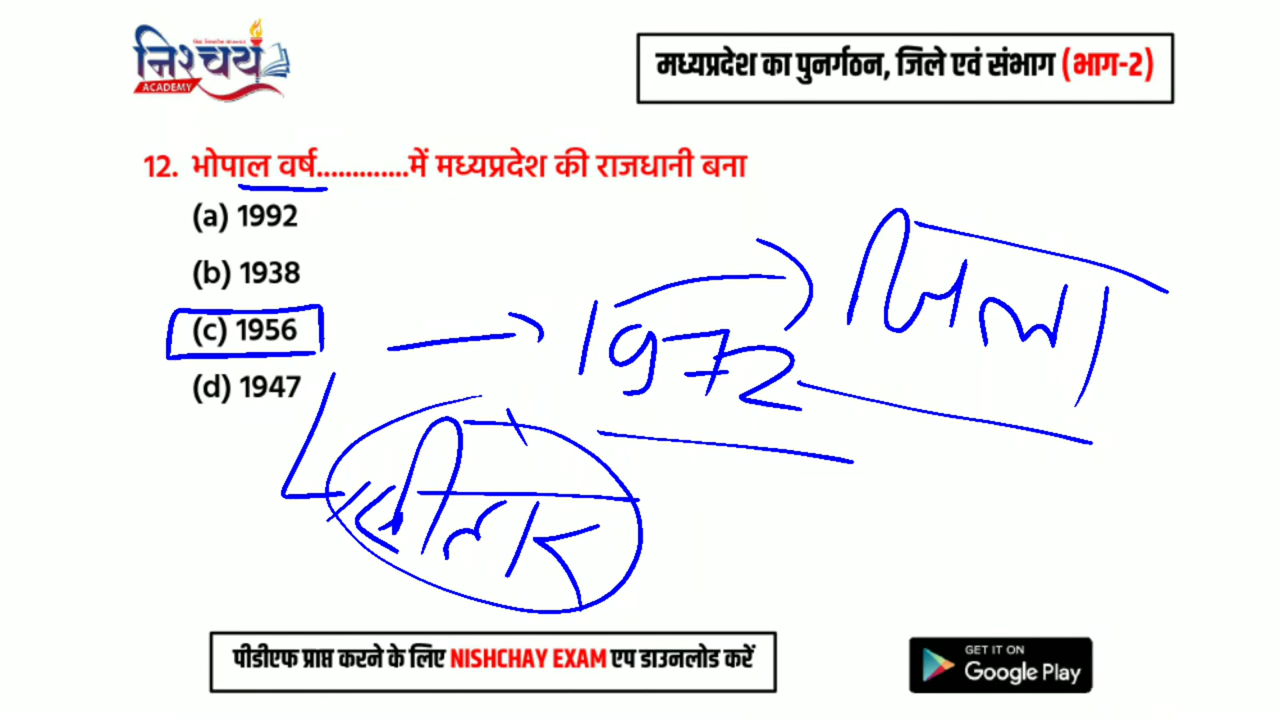 निश्चय
ACADEMY
मध्यप्रदेश का पुनर्गठन, जिले एवं संभाग (भाग-2)
12. भोपाल वर्ष.............में मध्यप्रदेश की राजधानी बना
(a) 1992
(b) 1938
(c) 1956
(d) 1947
1972
जिला
पीडीएफ प्राप्त करने के लिए NISHCHAY EXAM एप डाउनलोड करें
GET IT ON
Google Play